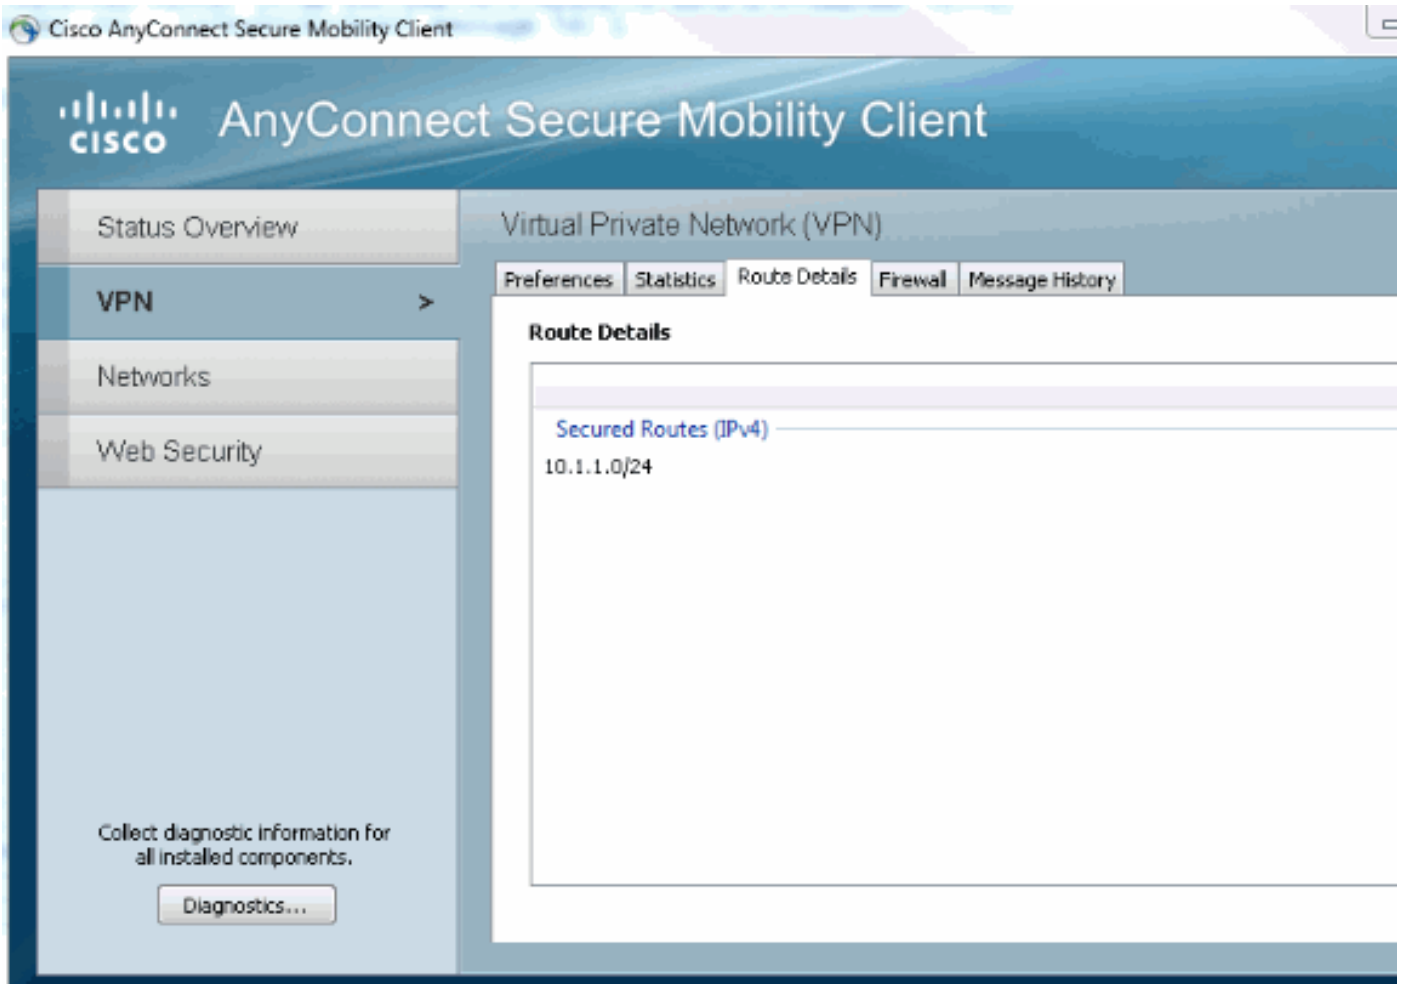 Cisco AnyConnect Secure Mobility Client
CISCO AnyConnect Secure Mobility Client
Status Overview
VPN >
Networks
Web Security
Collect diagnostic information for
all installed components.
Diagnostics...
Virtual Private Network (VPN)
Preferences Statistics Route Details Firewall Message History
Route Details
Secured Routes (IPv4)
10.1.1.0/24